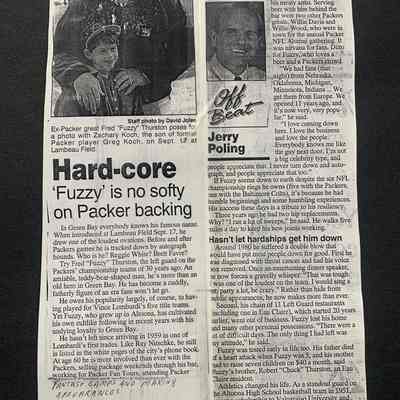 Staff photo by David Joles
Ex-Packer great Fred "Fuzzy" Thurston poses for
a photo with Zachary Koch, the son of former
Packer player Greg Koch, on Sept. 17 at
Lambeau Field.
Hard-core
'Fuzzy' is no softy
on Packer backing
In Green Bay everybody knows his famous name.
When introduced at Lambeau Field Sept. 17, he
drew one of the loudest ovations. Before and after
Packers games he is tracked down by autograph
hounds. Who is he? Reggie White? Brett Favre?
Try Fred "Fuzzy" Thurston, the left guard on the
Packers' championship teams of 30 years ago. An
amiable, teddy-bear-shaped man, he's more than an
old hero in Green Bay. He has become a cuddly,
fatherly figure of an era fans won't let go.
He owes his popularity largely, of course, to hav-
ing played for Vince Lombardi's five title teams.
Yet Fuzzy, who grew up in Altoona, has cultivated
his own cultlike following in recent years with his
undying loyalty to Green Bay.
He hasn't left since arriving in 1959 as one of
Lombardi's first trades. Like Ray Nitschke, he still
is listed in the white pages of the city's phone book.
At age 60 he is more involved than ever with the
Packers, selling package weekends through his bar,
working for Packer Fan Tours, attending Packer
FANTASY CAMPS AND MAKING
APPEARANCES
Off
Beat
Jerry
Poling
his meaty arms. Serving
beer with him behind the
bar were two other Packers
greats, Willie Davis and
Willie Wood, who were in
town for the annual Packer
NFL Alumni gathering. It
was nirvana for fans. Ditto
for Fuzzy, who loves a
beer and a Packers crowd.
"We had fans (that
night) from Nebraska,
Oklahoma, Michigan,
Minnesota, Indiana ... We
get them from Europe. We
opened 11 years ago, and
it's now very, very popu-
lar," he said.
"I love coming down
here. I love the business
and love the people.
Everybody knows me like
the guy next door. I'm not
a big celebrity type, and
people appreciate that. I never turn down and auto-
graph, and people appreciate that too."
If Fuzzy seems down to earth despite the six NFL
championship rings he owns (five with the Packers,
one with the Baltimore Colts), it's because he had
humble beginnings and some humbling experiences.
His success these days is a tribute to his resiliency.
Three years ago he had two hip replacements.
Why? "I ran a lot of sweeps," he said. He walks five
miles a day to keep his new joints working.
Hasn't let hardships get him down
Around 1980 he suffered a double blow that
would have put most people down for good. First he
was diagnosed with throat cancer and had his voice
box removed. Once an entertaining dinner speaker,
he now forces a gravelly whisper. "That was tough.
I was one of the loudest on the team. I would sing
at party a lot, be crazy." Rather than hide from
public appearances, he now makes more than ever.
Second, his chain of 11 Left Guard restaurants
(including one in Eau Claire), which started 20 years
earlier, went out of business. Fuzzy lost his home
and many other personal possessions. "There were a
lot of difficult days. The only thing I had left was
my attitude," he said.
Fuzzy was tested early in life too. His father died
of a heart attack when Fuzzy was 5, and his mother
had to raise seven children on $40 a month, said
Fuzzy's brother, Robert "Chuck" Thurston, an Eau
Claire resident.
Athletics changed his life. As a standout guard on
the Altoona High School basketball team in 1951,